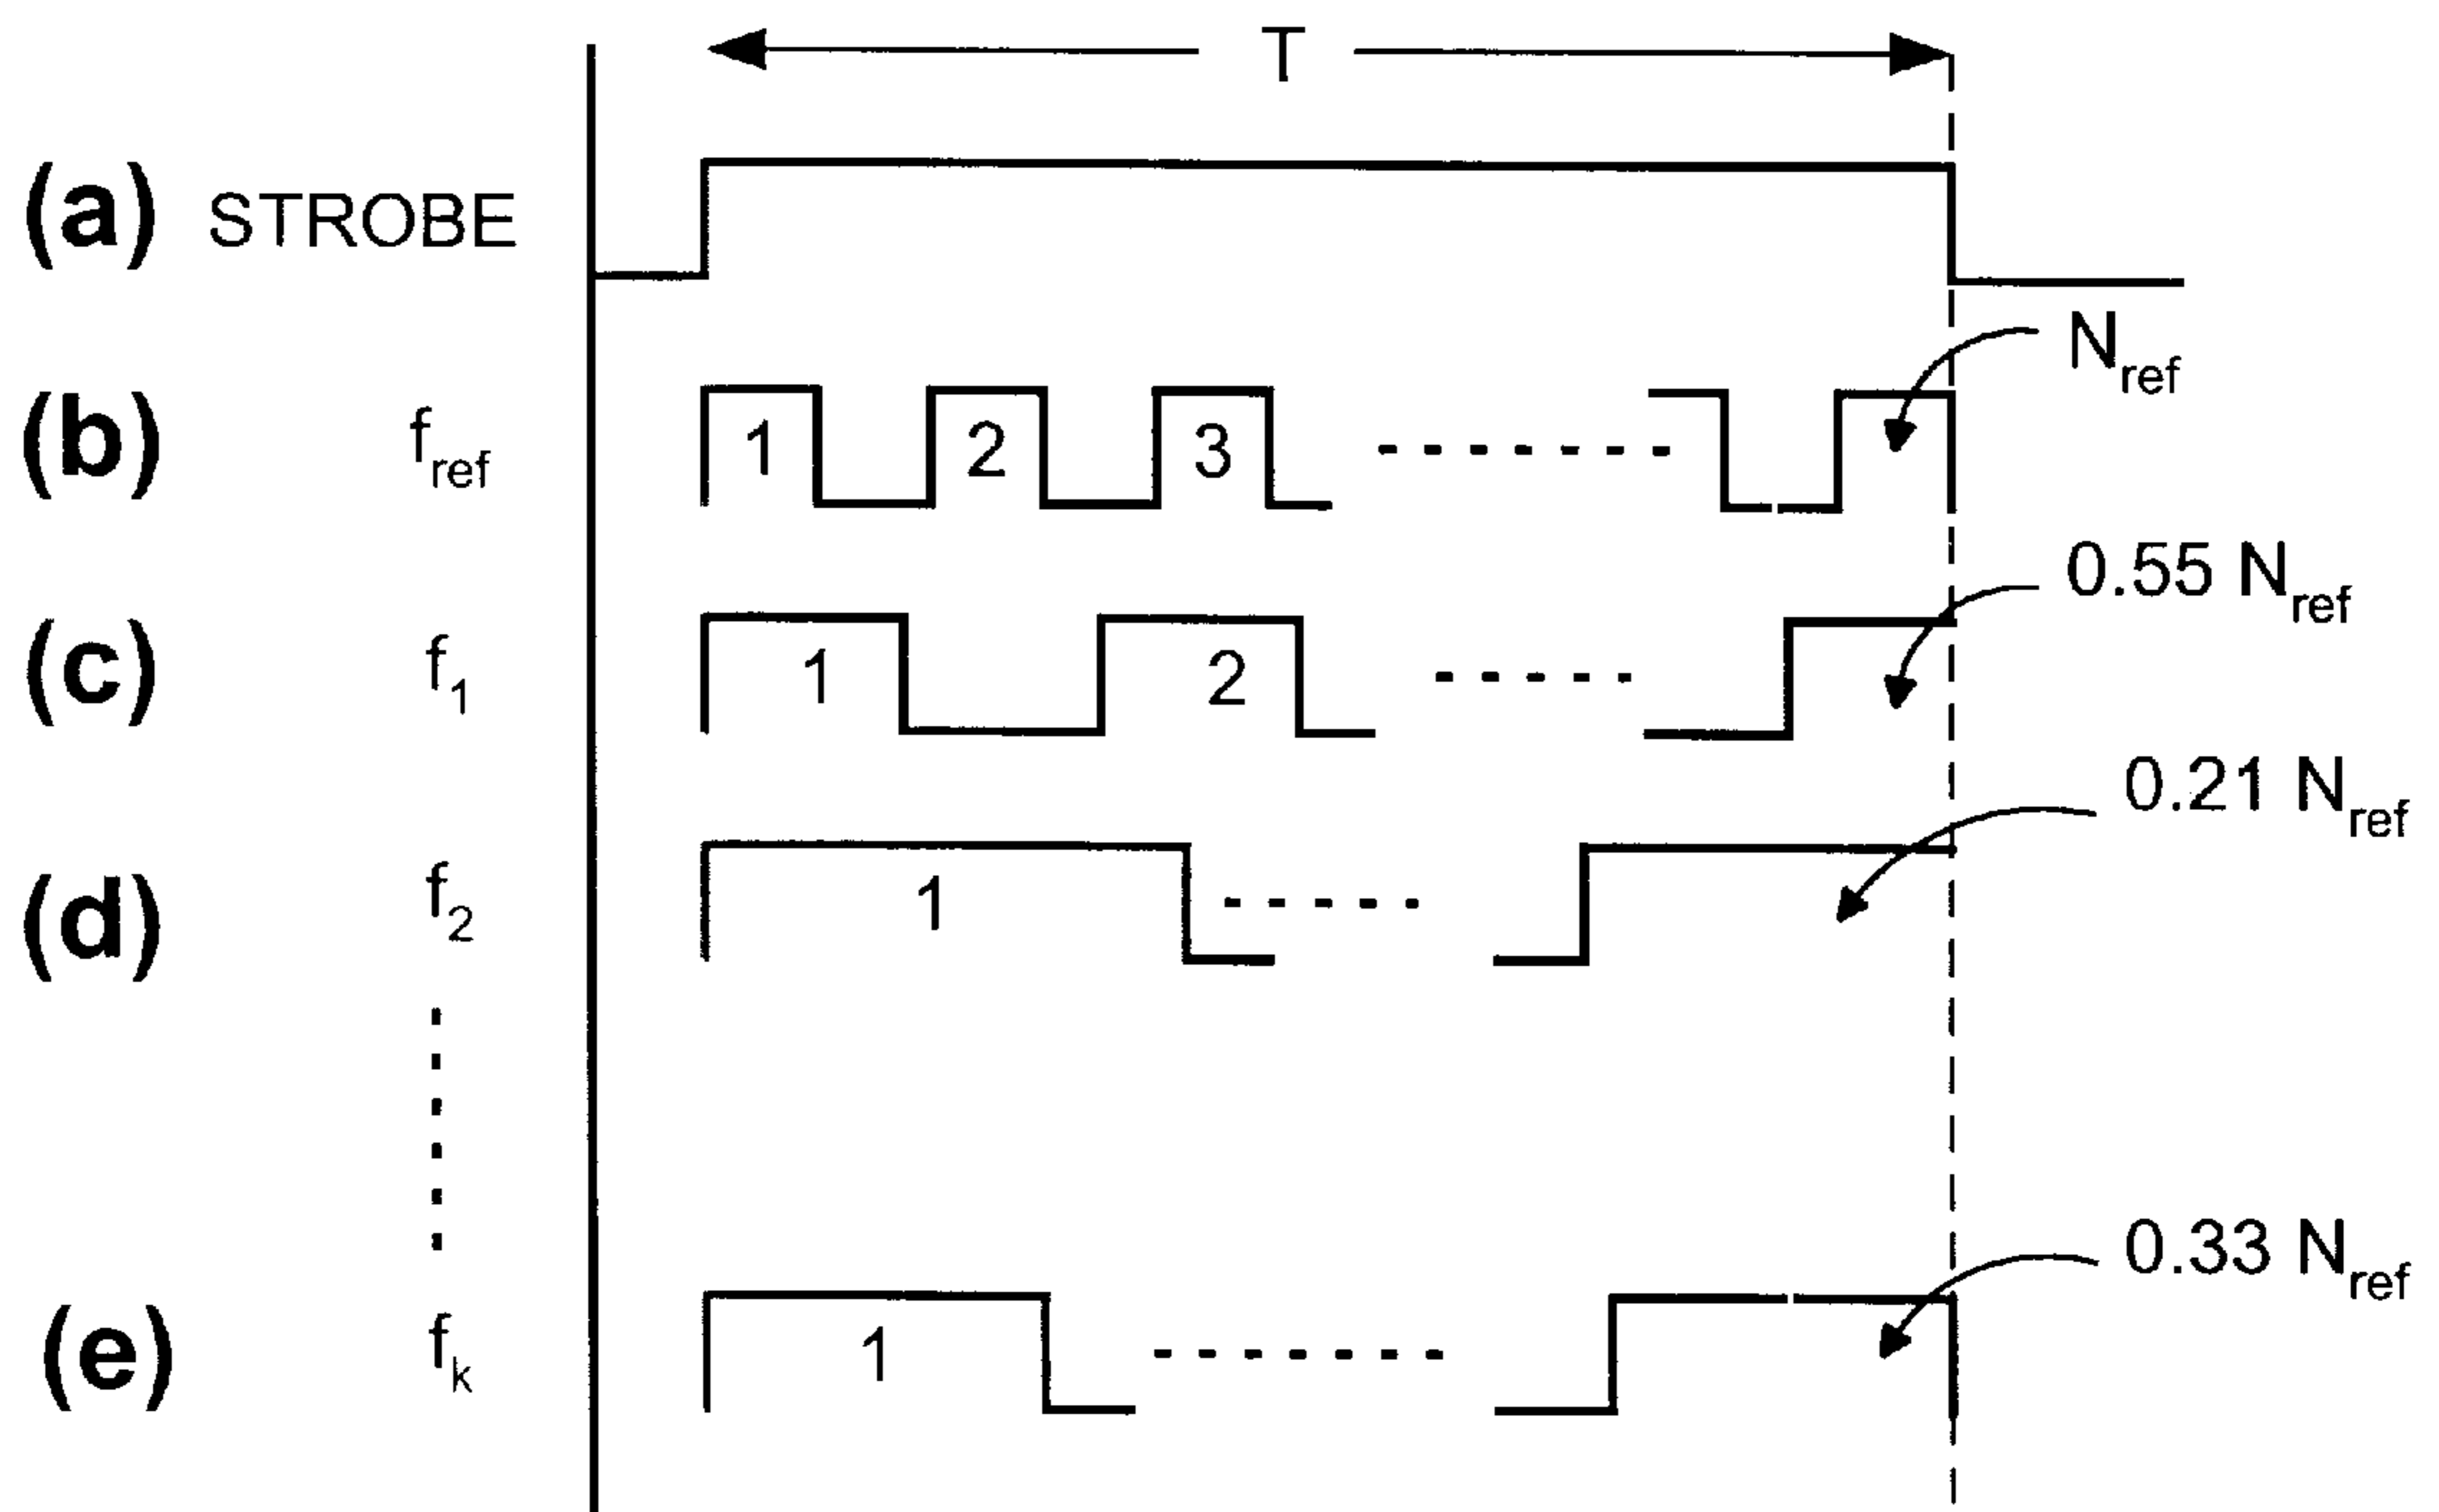 T
(a) STROBE
N_ref
(b) f_ref 1 2 3
0.55 N_ref
(c) f_1 1 2
0.21 N_ref
(d) f_2 1
0.33 N_ref
(e) f_k 1